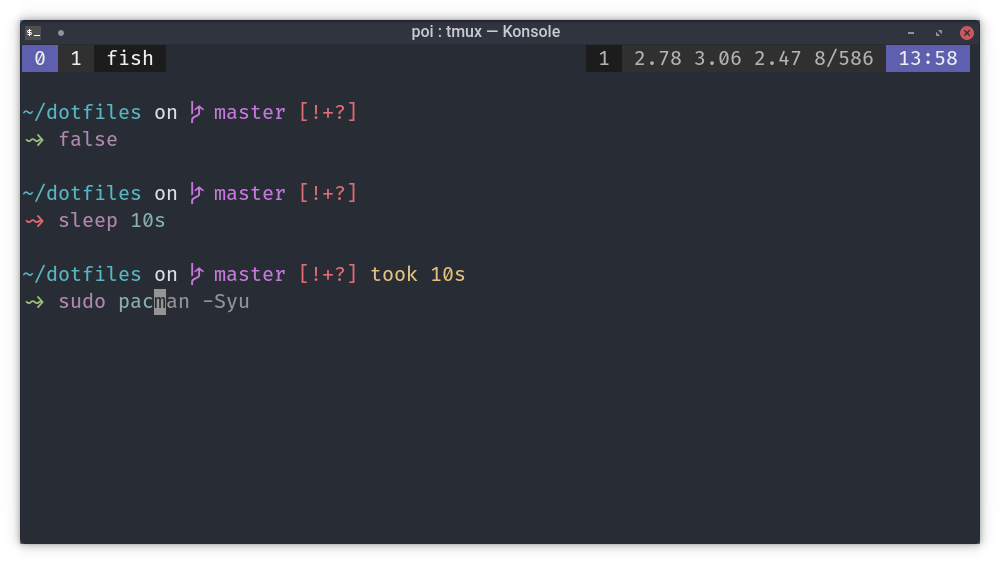 poi : tmux — Konsole
0 1 fish 1 2.78 3.06 2.47 8/586 13:58
~/dotfiles on master [!+?]
⇝ false
~/dotfiles on master [!+?]
⇝ sleep 10s
~/dotfiles on master [!+?] took 10s
⇝ sudo pacman -Syu